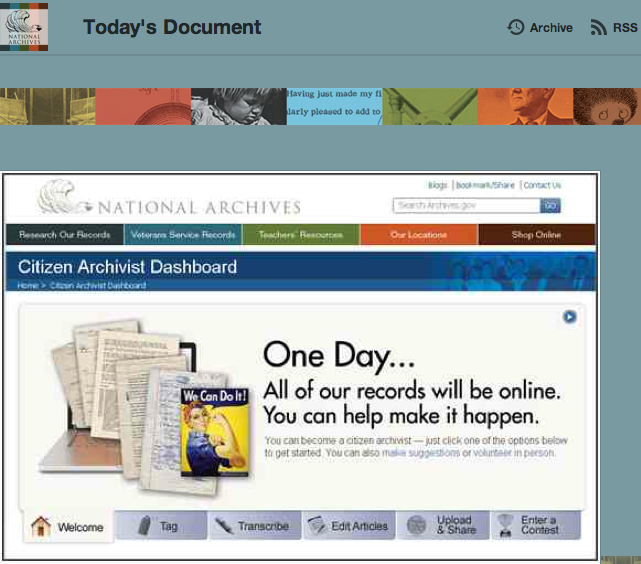 NATIONAL
ARCHIVES
Today's Document
Archive
RSS
Having just made my fl
larly pleased to add to
Blogs | Bookmark/Share | Contact Us
NATIONAL ARCHIVES
Search Archives.gov
GO
Research Our Records
Veterans Service Records
Teachers' Resources
Our Locations
Shop Online
Citizen Archivist Dashboard
Home > Citizen Archivist Dashboard
We Can Do It!
One Day...
All of our records will be online.
You can help make it happen.
You can become a citizen archivist — just click one of the options below
to get started. You can also make suggestions or volunteer in person.
Welcome
Tag
Transcribe
Edit Articles
Upload
& Share
Enter a
Contest